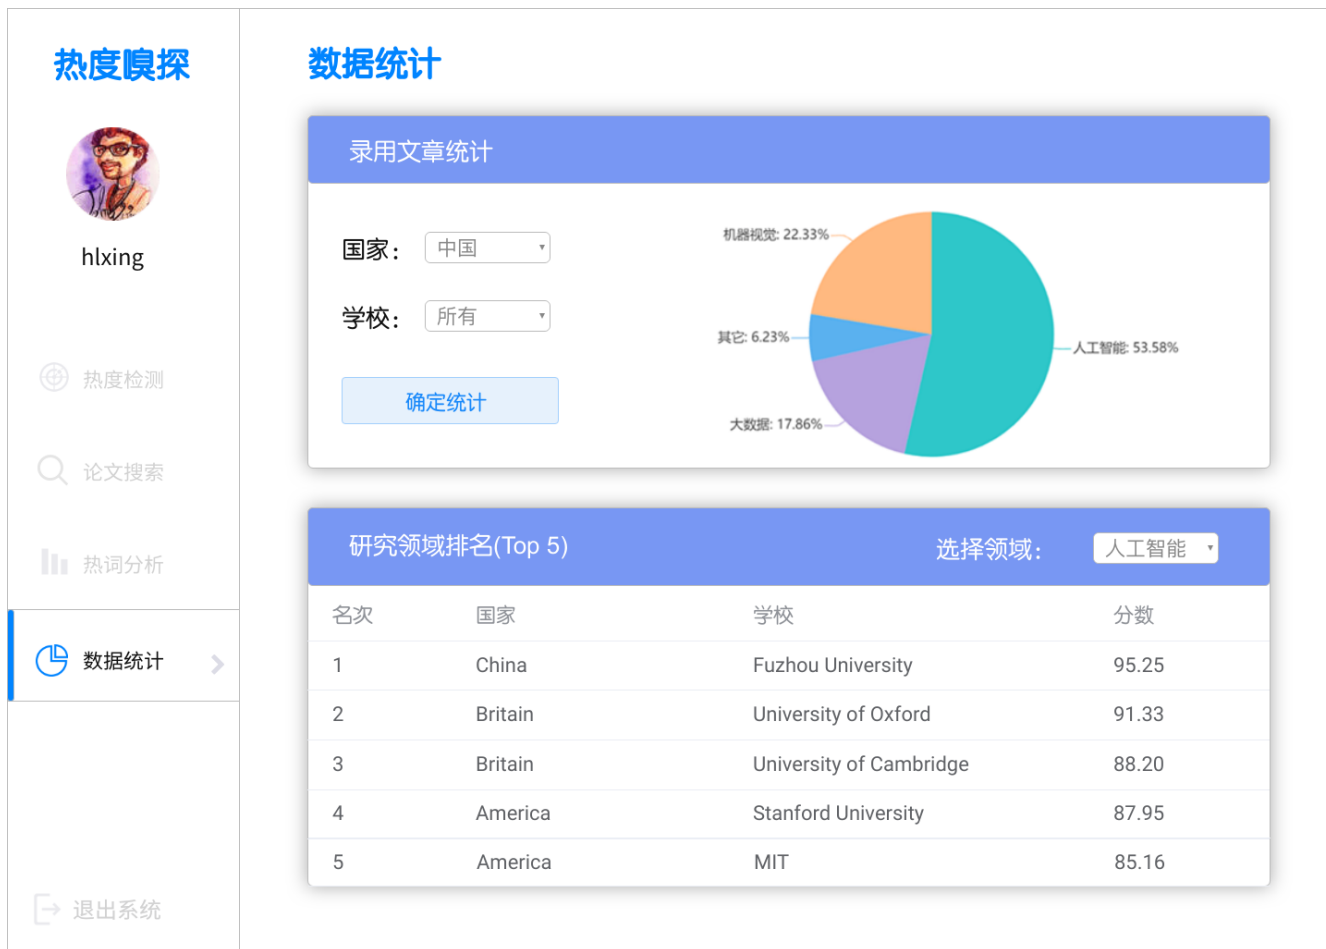 热度嗅探
hlxing
热度检测
论文搜索
热词分析
数据统计
退出系统
数据统计
录用文章统计
国家： 中国
学校： 所有
确定统计
机器视觉: 22.33%
其它: 6.23%
大数据: 17.86%
人工智能: 53.58%
研究领域排名(Top 5) 选择领域： 人工智能
名次 国家 学校 分数
1 China Fuzhou University 95.25
2 Britain University of Oxford 91.33
3 Britain University of Cambridge 88.20
4 America Stanford University 87.95
5 America MIT 85.16